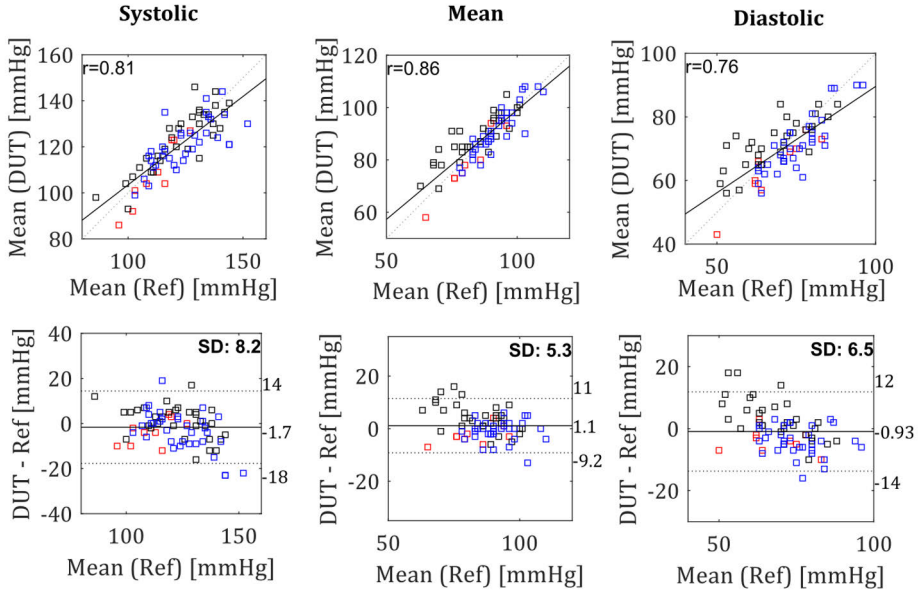 Systolic
Mean
Diastolic
Mean (DUT) [mmHg]
160
140
120
100
80
r=0.81
100
150
Mean (Ref) [mmHg]
Mean (DUT) [mmHg]
120
100
80
60
r=0.86
50
100
Mean (Ref) [mmHg]
Mean (DUT) [mmHg]
100
80
60
40
r=0.76
50
100
Mean (Ref) [mmHg]
DUT - Ref [mmHg]
40
20
0
-20
-40
SD: 8.2
14
-1.7
-18
100
150
Mean (Ref) [mmHg]
DUT - Ref [mmHg]
20
0
-20
SD: 5.3
11
1.1
-9.2
50
100
Mean (Ref) [mmHg]
DUT - Ref [mmHg]
20
0
-20
SD: 6.5
12
-0.93
-14
50
100
Mean (Ref) [mmHg]